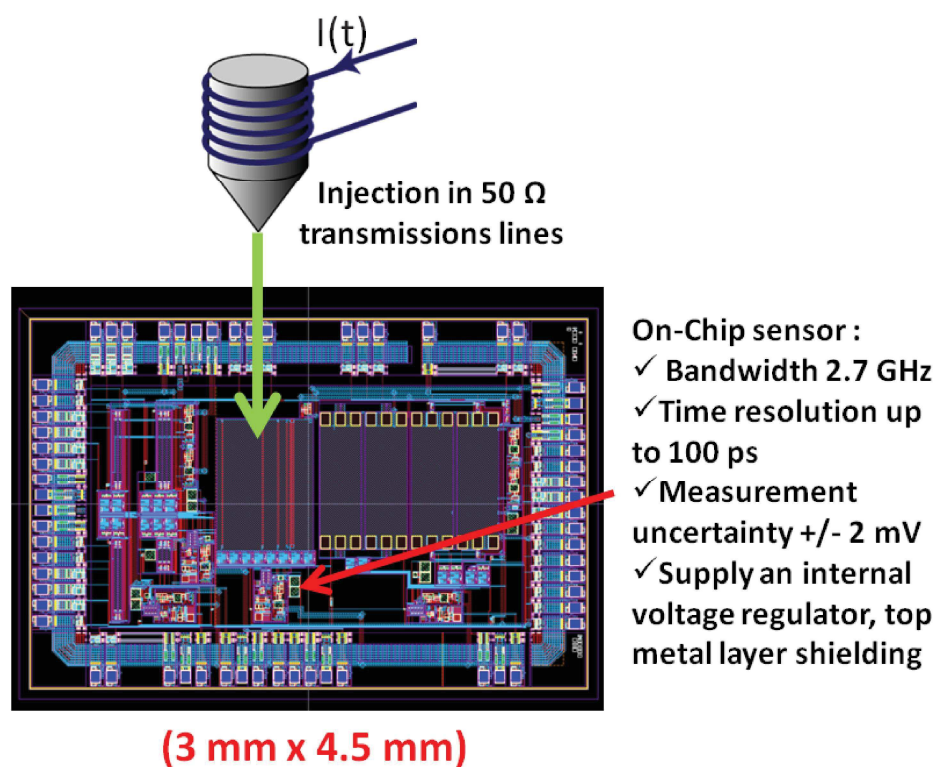 I(t)
Injection in 50 Ω
transmissions lines
On-Chip sensor :
✓ Bandwidth 2.7 GHz
✓Time resolution up
to 100 ps
✓Measurement
uncertainty +/- 2 mV
✓Supply an internal
voltage regulator, top
metal layer shielding
(3 mm x 4.5 mm)